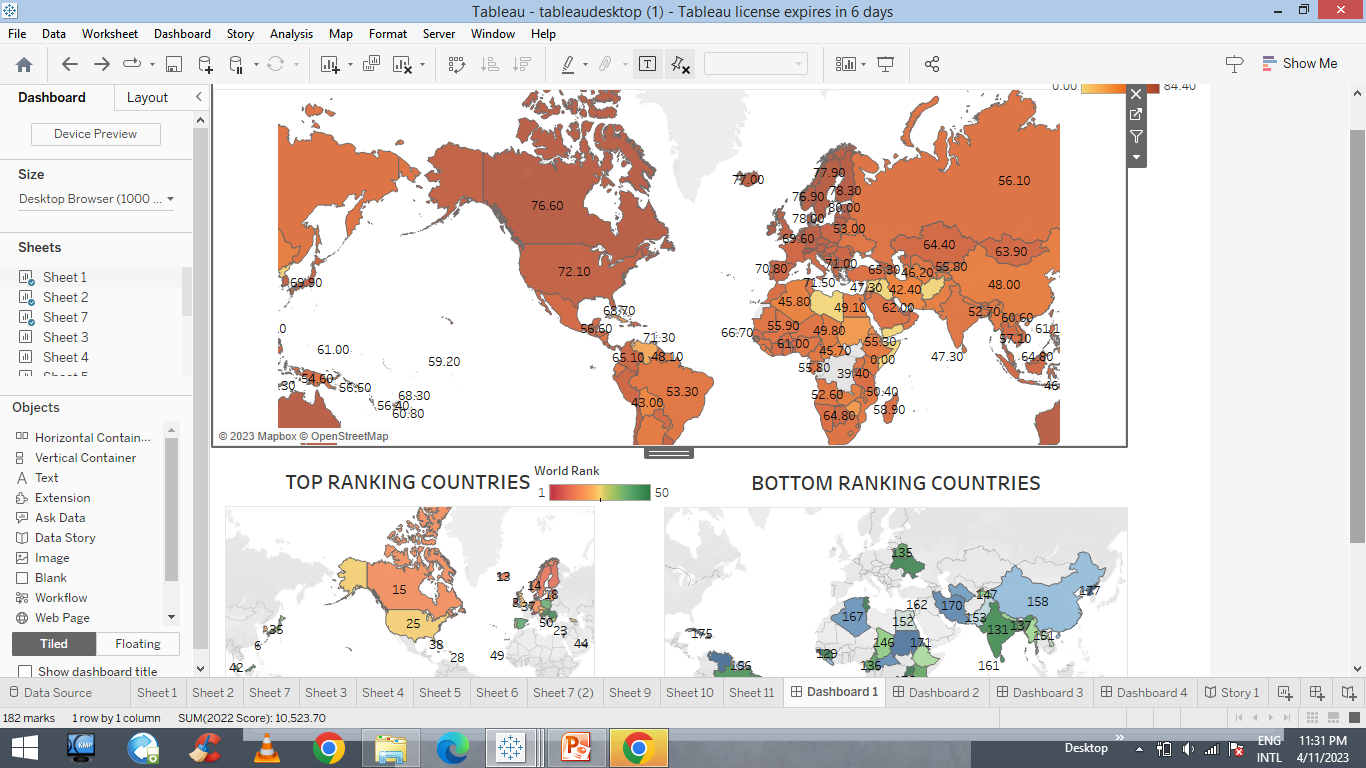 Tableau - tableaudesktop (1) - Tableau license expires in 6 days
File Data Worksheet Dashboard Story Analysis Map Format Server Window Help
Show Me
Dashboard Layout
Device Preview
Size
Desktop Browser (1000 ...
Sheets
Sheet 1
Sheet 2
Sheet 7
Sheet 3
Sheet 4
Objects
Horizontal Contain...
Vertical Container
Text
Extension
Ask Data
Data Story
Image
Blank
Workflow
Web Page
Tiled Floating
Show dashboard title
0.00 84.40
77.00 77.90 56.10
76.60 76.90 78.30
80.00
78.00 53.00
69.60 64.40 63.90
72.10 70.80 71.00 65.30 46.20 55.80
69.90 71.50 47.30 42.40 48.00
45.80 49.10 62.00
68.70 52.70 60.60
56.60 66.70 55.90 49.80 61.1
71.30 61.00 55.30 57.10
61.00 59.20 65.10 48.10 45.70 0.00 47.30 64.80
54.60 56.50 55.80 39.40 46
68.30 53.30 52.60 50.40
56.40 60.80 43.00 64.80 58.90
© 2023 Mapbox © OpenStreetMap
TOP RANKING COUNTRIES
World Rank
1 50
BOTTOM RANKING COUNTRIES
13 14
15 18
37
25 50
35 23
6 38 44
28 49
42
135
147 177
170 158
162
167 152 153
131 137 151
175 146 171
129 136 161
156
Data Source Sheet 1 Sheet 2 Sheet 7 Sheet 3 Sheet 4 Sheet 5 Sheet 6 Sheet 7 (2) Sheet 9 Sheet 10 Sheet 11 Dashboard 1 Dashboard 2 Dashboard 3 Dashboard 4 Story 1
182 marks 1 row by 1 column SUM(2022 Score): 10,523.70
KMP
Desktop
ENG
INTL
11:31 PM
4/11/2023